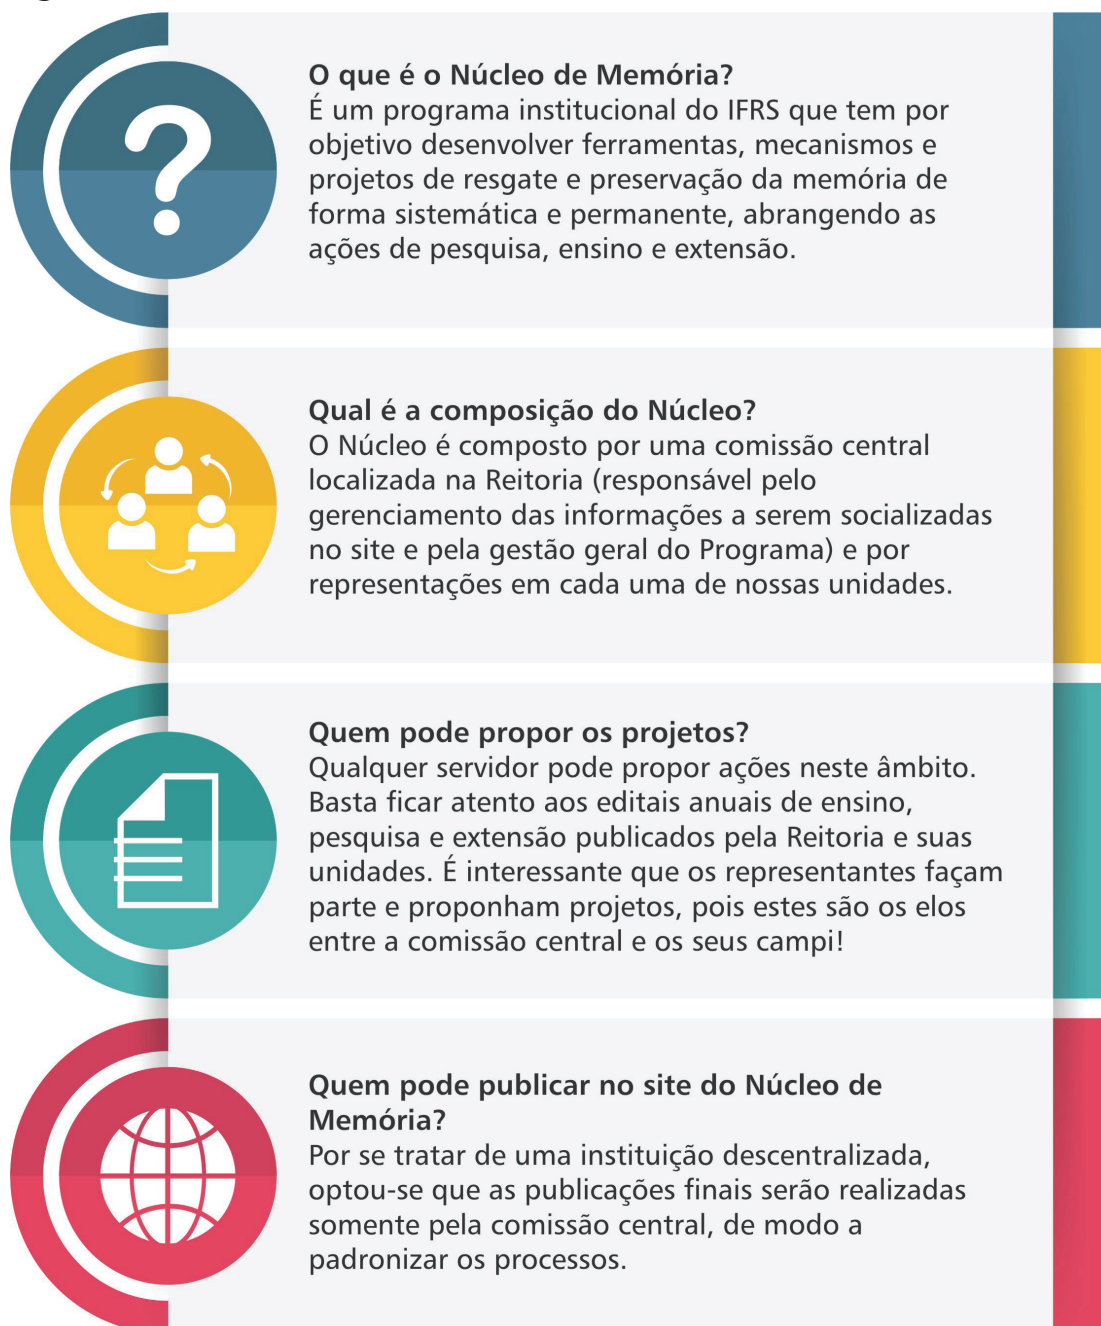 O que é o Núcleo de Memória?
É um programa institucional do IFRS que tem por
objetivo desenvolver ferramentas, mecanismos e
projetos de resgate e preservação da memória de
forma sistemática e permanente, abrangendo as
ações de pesquisa, ensino e extensão.
Qual é a composição do Núcleo?
O Núcleo é composto por uma comissão central
localizada na Reitoria (responsável pelo
gerenciamento das informações a serem socializadas
no site e pela gestão geral do Programa) e por
representações em cada uma de nossas unidades.
Quem pode propor os projetos?
Qualquer servidor pode propor ações neste âmbito.
Basta ficar atento aos editais anuais de ensino,
pesquisa e extensão publicados pela Reitoria e suas
unidades. É interessante que os representantes façam
parte e proponham projetos, pois estes são os elos
entre a comissão central e os seus campi!
Quem pode publicar no site do Núcleo de
Memória?
Por se tratar de uma instituição descentralizada,
optou-se que as publicações finais serão realizadas
somente pela comissão central, de modo a
padronizar os processos.